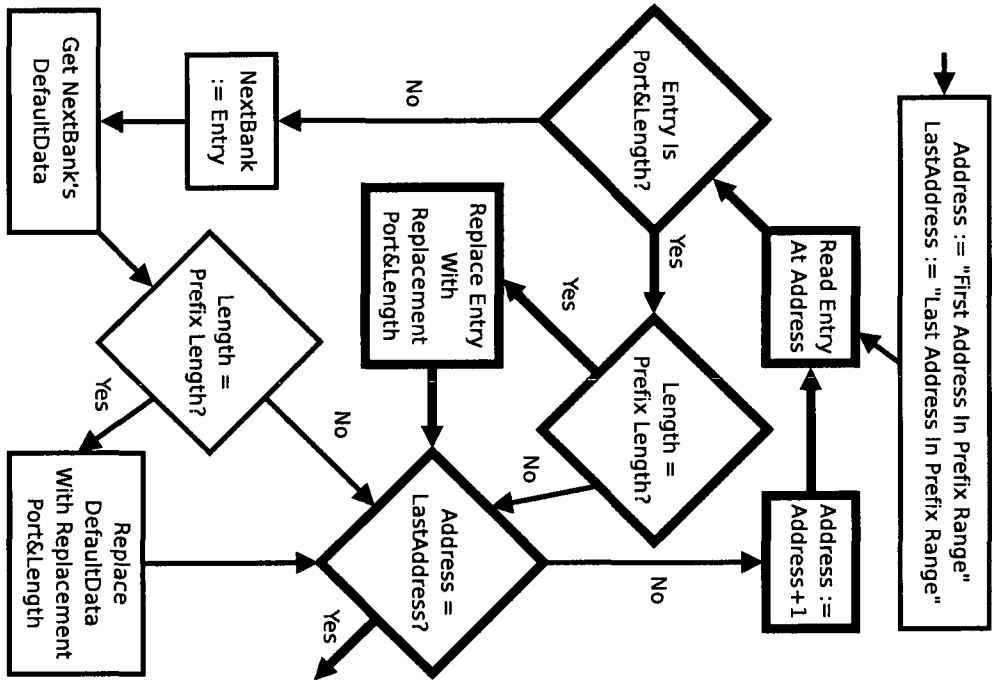 Address := "First Address In Prefix Range"
LastAddress := "Last Address In Prefix Range"
Read Entry
At Address
Address :=
Address+1
Entry Is
Port&Length?
Yes
Length =
Prefix Length?
No
Yes
No
No
Replace Entry
With
Replacement
Port&Length
Address =
LastAddress?
Yes
NextBank
:= Entry
Get NextBank's
DefaultData
Length =
Prefix Length?
No
Yes
Replace
DefaultData
With Replacement
Port&Length